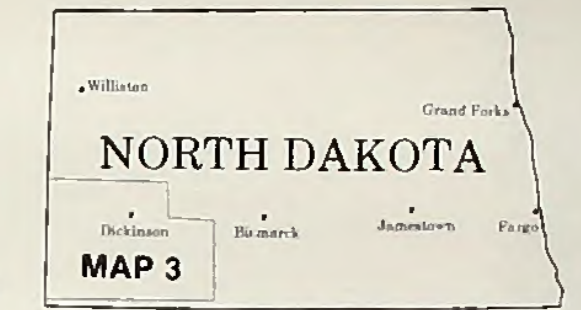 Williston
Grand Forks
NORTH DAKOTA
Dickinson Bismarck Jamestown Fargo
MAP 3